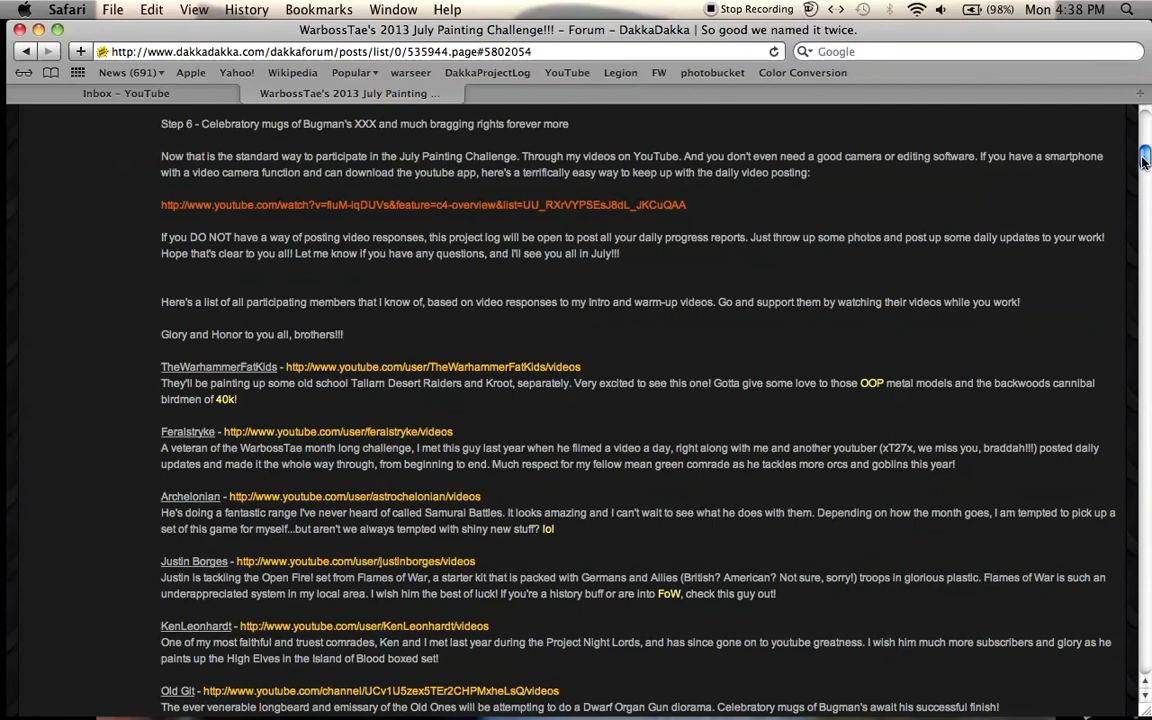 Safari File Edit View History Bookmarks Window Help Stop Recording (98%) Mon 4:38 PM
WarbossTae's 2013 July Painting Challenge!!! – Forum – DakkaDakka | So good we named it twice.
http://www.dakkadakka.com/dakkaforum/posts/list/0/535944.page#5802054 Google
News (691) Apple Yahoo! Wikipedia Popular warseer DakkaProjectLog YouTube Legion FW photobucket Color Conversion
Inbox – YouTube WarbossTae's 2013 July Painting ...
Step 6 - Celebratory mugs of Bugman's XXX and much bragging rights forever more
Now that is the standard way to participate in the July Painting Challenge. Through my videos on YouTube. And you don't even need a good camera or editing software. If you have a smartphone
with a video camera function and can download the youtube app, here's a terrifically easy way to keep up with the daily video posting:
http://www.youtube.com/watch?v=fluM-iqDUVs&feature=c4-overview&list=UU_RXrVYPSEsJ8dL_JKCuQAA
If you DO NOT have a way of posting video responses, this project log will be open to post all your daily progress reports. Just throw up some photos and post up some daily updates to your work!
Hope that's clear to you all! Let me know if you have any questions, and I'll see you all in July!!!
Here's a list of all participating members that I know of, based on video responses to my Intro and warm-up videos. Go and support them by watching their videos while you work!
Glory and Honor to you all, brothers!!!
TheWarhammerFatKids - http://www.youtube.com/user/TheWarhammerFatKids/videos
They'll be painting up some old school Tallarn Desert Raiders and Kroot, separately. Very excited to see this one! Gotta give some love to those OOP metal models and the backwoods cannibal
birdmen of 40k!
Feralstryke - http://www.youtube.com/user/feralstryke/videos
A veteran of the WarbossTae month long challenge, I met this guy last year when he filmed a video a day, right along with me and another youtuber (xT27x, we miss you, braddah!!!) posted daily
updates and made it the whole way through, from beginning to end. Much respect for my fellow mean green comrade as he tackles more orcs and goblins this year!
Archelonian - http://www.youtube.com/user/astrochelonian/videos
He's doing a fantastic range I've never heard of called Samurai Battles. It looks amazing and I can't wait to see what he does with them. Depending on how the month goes, I am tempted to pick up a
set of this game for myself...but aren't we always tempted with shiny new stuff? lol
Justin Borges - http://www.youtube.com/user/justinborges/videos
Justin is tackling the Open Fire! set from Flames of War, a starter kit that is packed with Germans and Allies (British? American? Not sure, sorry!) troops in glorious plastic. Flames of War is such an
underappreciated system in my local area. I wish him the best of luck! If you're a history buff or are into FoW, check this guy out!
KenLeonhardt - http://www.youtube.com/user/KenLeonhardt/videos
One of my most faithful and truest comrades, Ken and I met last year during the Project Night Lords, and has since gone on to youtube greatness. I wish him much more subscribers and glory as he
paints up the High Elves in the Island of Blood boxed set!
Old Git - http://www.youtube.com/channel/UCv1U5zex5TEr2CHPMxheLsQ/videos
The ever venerable longbeard and emissary of the Old Ones will be attempting to do a Dwarf Organ Gun diorama. Celebratory mugs of Bugman's await his successful finish!